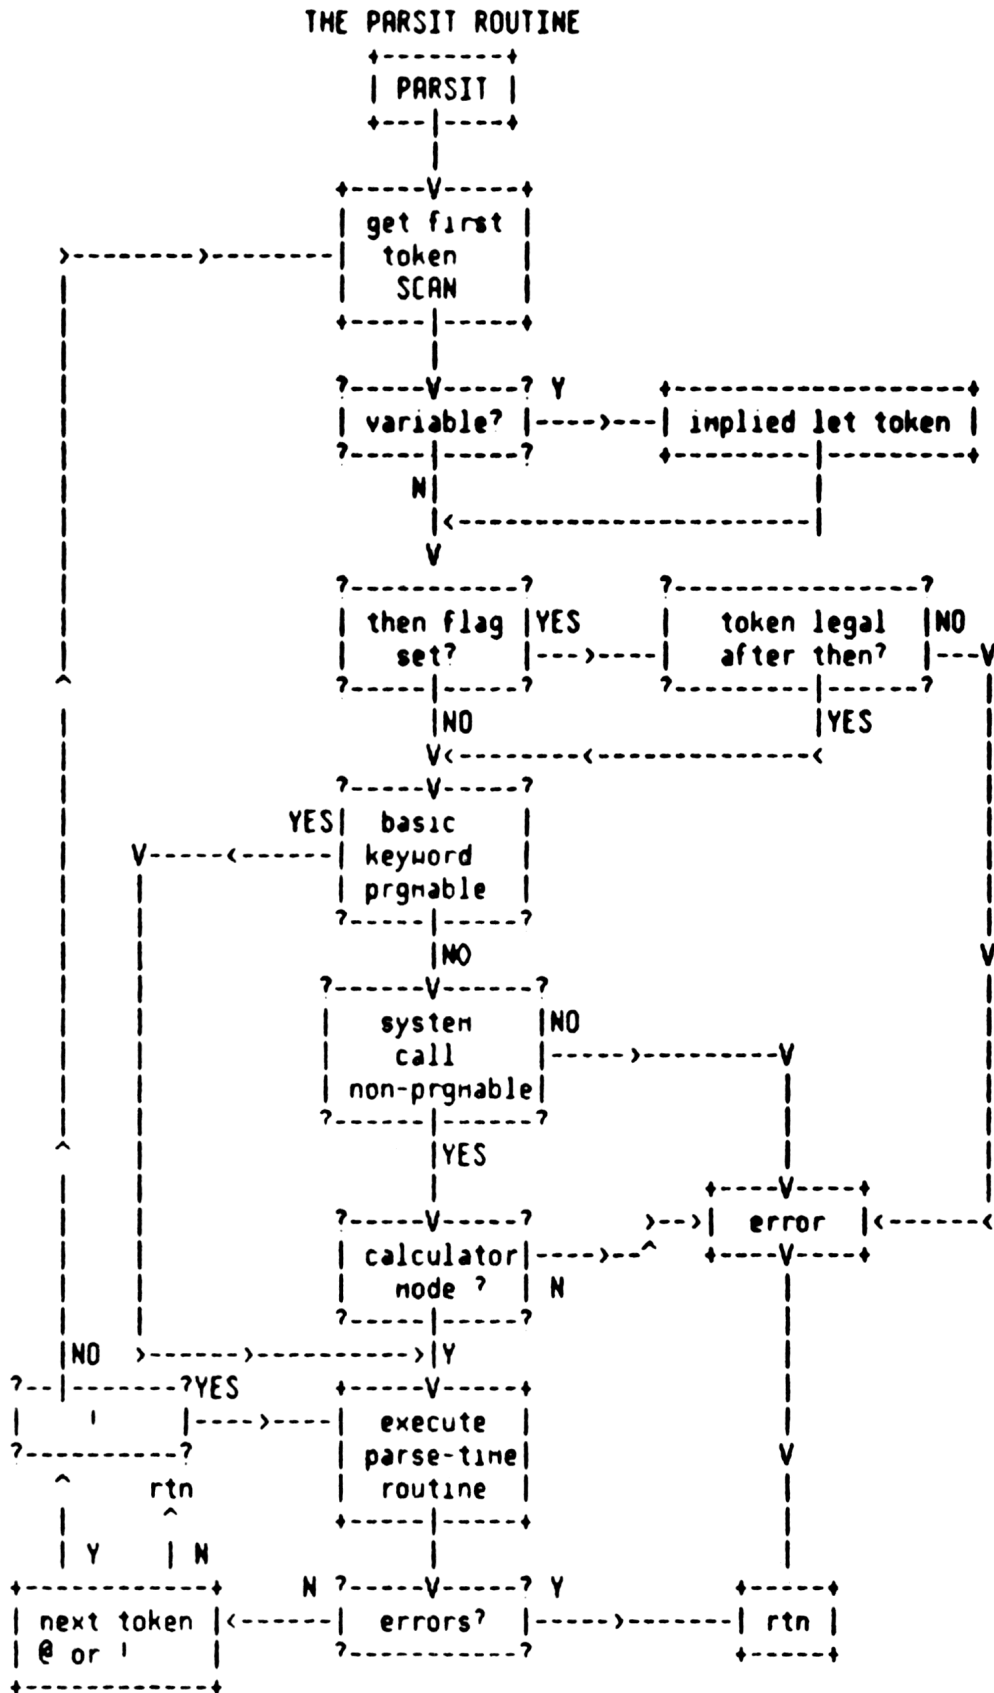 THE PARSIT ROUTINE
PARSIT
get first
token
SCAN
variable?
Y
implied let token
N
then flag
set?
YES
token legal
after then?
NO
NO
YES
YES
basic
keyword
prgmable
NO
system
call
non-prgmable
NO
YES
error
calculator
mode ?
N
NO
Y
YES
!
execute
parse-time
routine
rtn
Y
N
N
Y
next token
@ or !
errors?
rtn